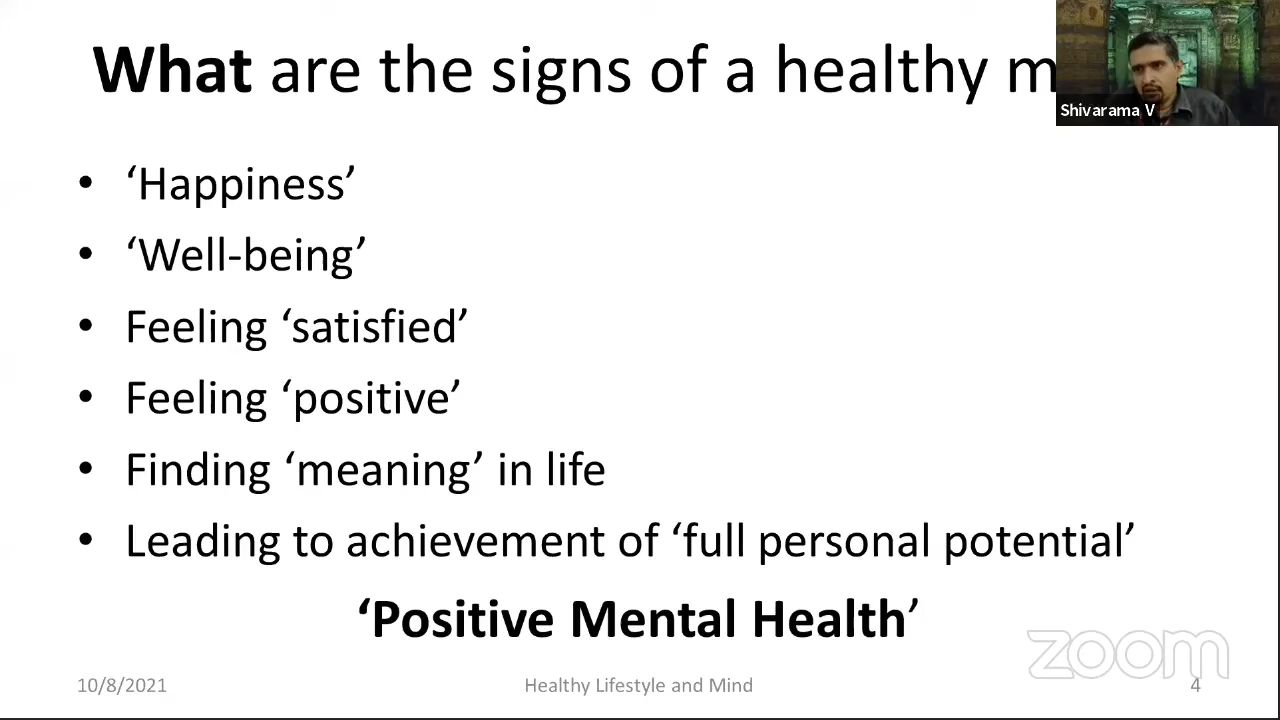 What are the signs of a healthy m
Shivarama V
• ‘Happiness’
• ‘Well-being’
• Feeling ‘satisfied’
• Feeling ‘positive’
• Finding ‘meaning’ in life
• Leading to achievement of ‘full personal potential’
‘Positive Mental Health’
zoom
10/8/2021 Healthy Lifestyle and Mind 4